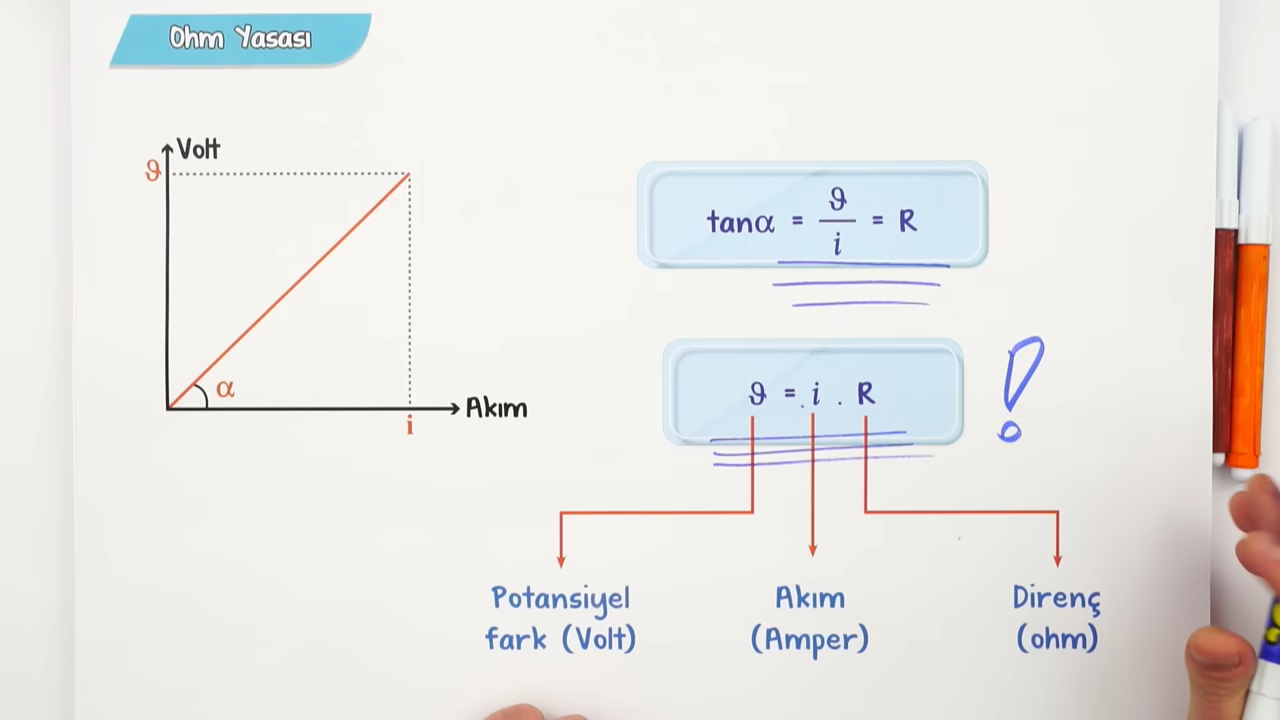 Ohm Yasası
Volt
ϑ
α
Akım
i
tanα = ϑ / i = R
ϑ = i . R
!
Potansiyel
fark (Volt)
Akım
(Amper)
Direnç
(ohm)